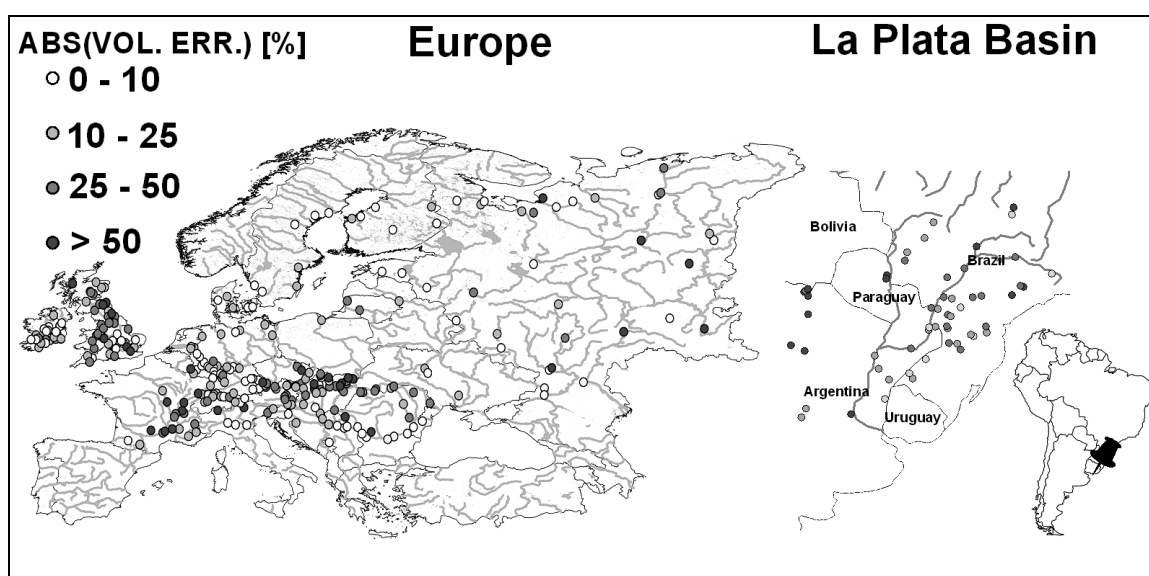 ABS(VOL. ERR.) [%]
0 - 10
10 - 25
25 - 50
> 50
Europe
La Plata Basin
Bolivia
Brazil
Paraguay
Argentina
Uruguay